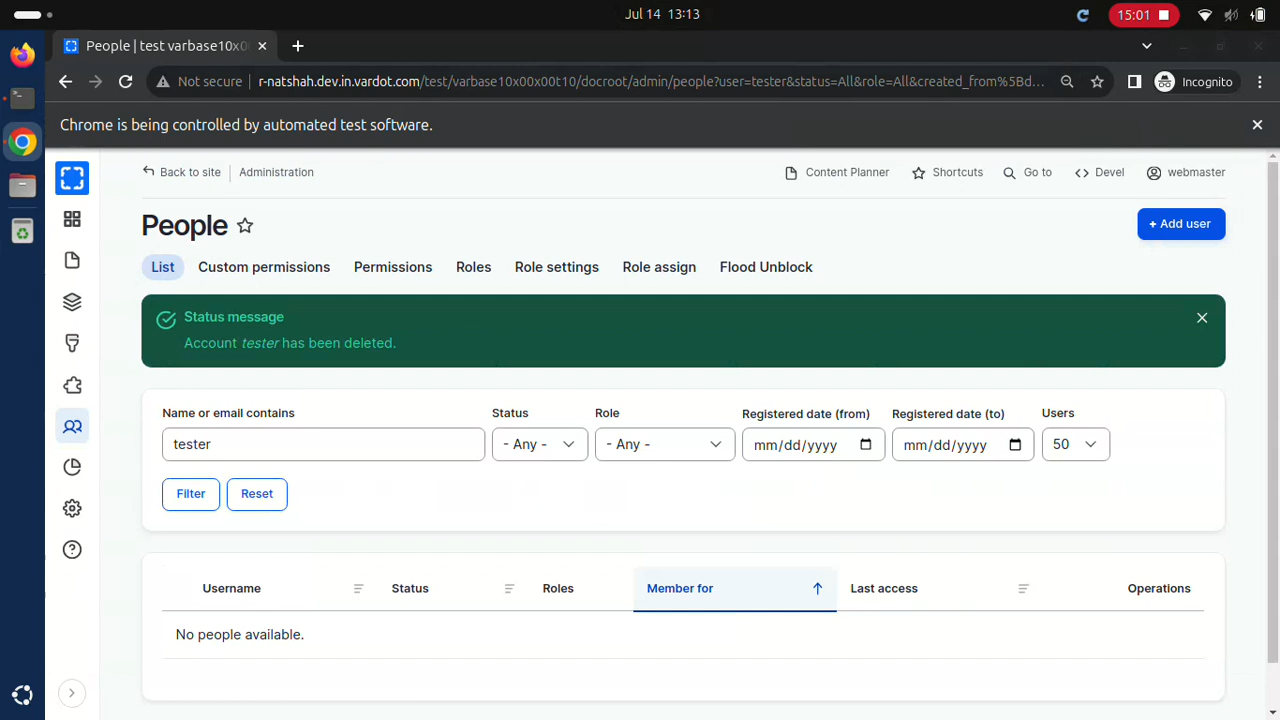 Jul 14 13:13
15:01
People | test varbase10x0
Not secure
r-natshah.dev.in.vardot.com/test/varbase10x00x00t10/docroot/admin/people?user=tester&status=All&role=All&created_from%5Bd...
Incognito
Chrome is being controlled by automated test software.
Back to site
Administration
Content Planner
Shortcuts
Go to
Devel
webmaster
People
+ Add user
List
Custom permissions
Permissions
Roles
Role settings
Role assign
Flood Unblock
Status message
Account tester has been deleted.
Name or email contains
Status
Role
Registered date (from)
Registered date (to)
Users
tester
- Any -
- Any -
mm/dd/yyyy
mm/dd/yyyy
50
Filter
Reset
Username
Status
Roles
Member for
Last access
Operations
No people available.